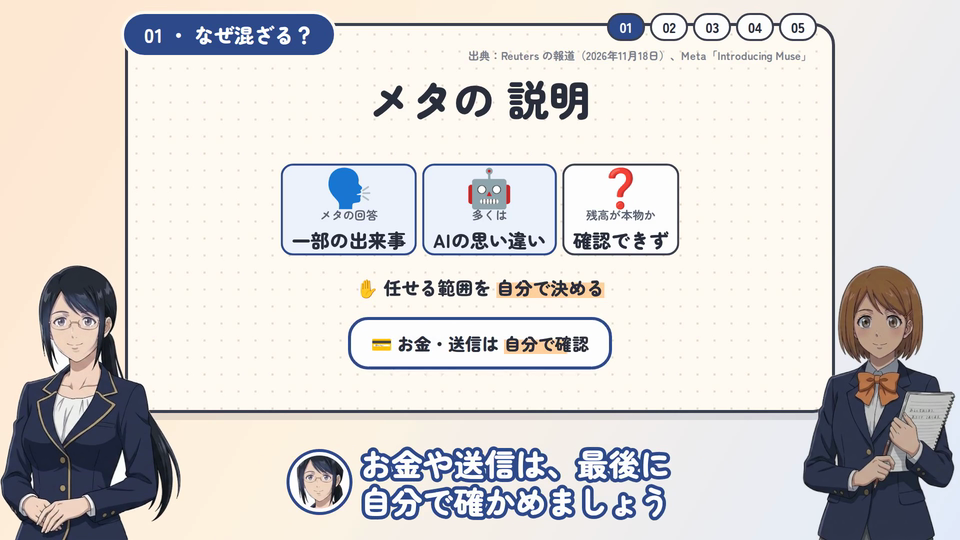 01 ・ なぜ混ざる？
01 02 03 04 05
出典：Reuters の報道（2026年11月18日）、Meta「Introducing Muse」
メタの 説明
メタの回答
一部の出来事
多くは
AIの思い違い
残高が本物か
確認できず
任せる範囲を 自分で決める
お金・送信は 自分で確認
お金や送信は、最後に
自分で確かめましょう